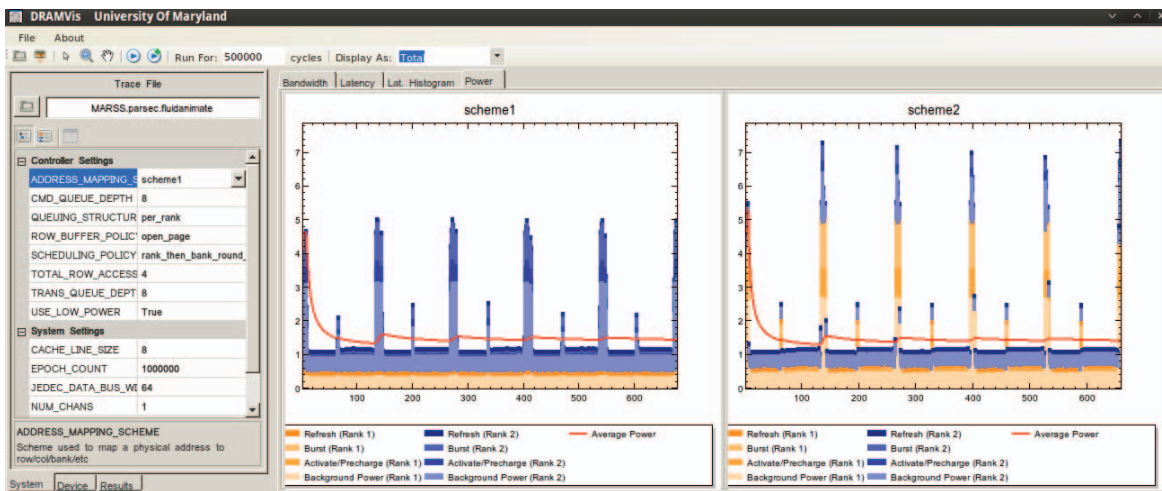 DRAMVis University Of Maryland
File About
Run For: 500000 cycles Display As: Total
Trace File
MARSS.parsec.fluidanimate
Controller Settings
ADDRESS_MAPPING_S scheme1
CMD_QUEUE_DEPTH 8
QUEUING_STRUCTUR per_rank
ROW_BUFFER_POLIC open_page
SCHEDULING_POLICY rank_then_bank_round_
TOTAL_ROW_ACCESS 4
TRANS_QUEUE_DEPT 8
USE_LOW_POWER True
System Settings
CACHE_LINE_SIZE 8
EPOCH_COUNT 1000000
JEDEC_DATA_BUS_WI 64
NUM_CHANS 1
ADDRESS_MAPPING_SCHEME
Scheme used to map a physical address to
row/col/bank/etc
System Device Results
Bandwidth Latency Lat. Histogram Power
scheme1
7
6
5
4
3
2
1
0
100 200 300 400 500 600
Refresh (Rank 1) Refresh (Rank 2) Average Power
Burst (Rank 1) Burst (Rank 2)
Activate/Precharge (Rank 1) Activate/Precharge (Rank 2)
Background Power (Rank 1) Background Power (Rank 2)
scheme2
7
6
5
4
3
2
1
0
100 200 300 400 500 600
Refresh (Rank 1) Refresh (Rank 2) Average Power
Burst (Rank 1) Burst (Rank 2)
Activate/Precharge (Rank 1) Activate/Precharge (Rank 2)
Background Power (Rank 1) Background Power (Rank 2)